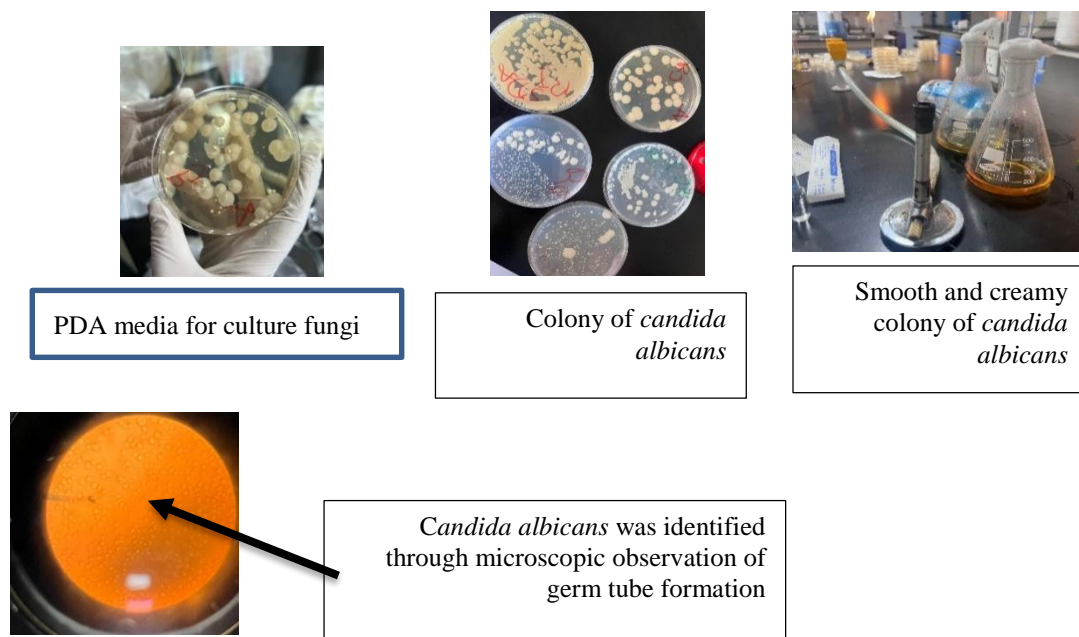 PDA media for culture fungi
Colony of candida
albicans
Smooth and creamy
colony of candida
albicans
Candida albicans was identified
through microscopic observation of
germ tube formation